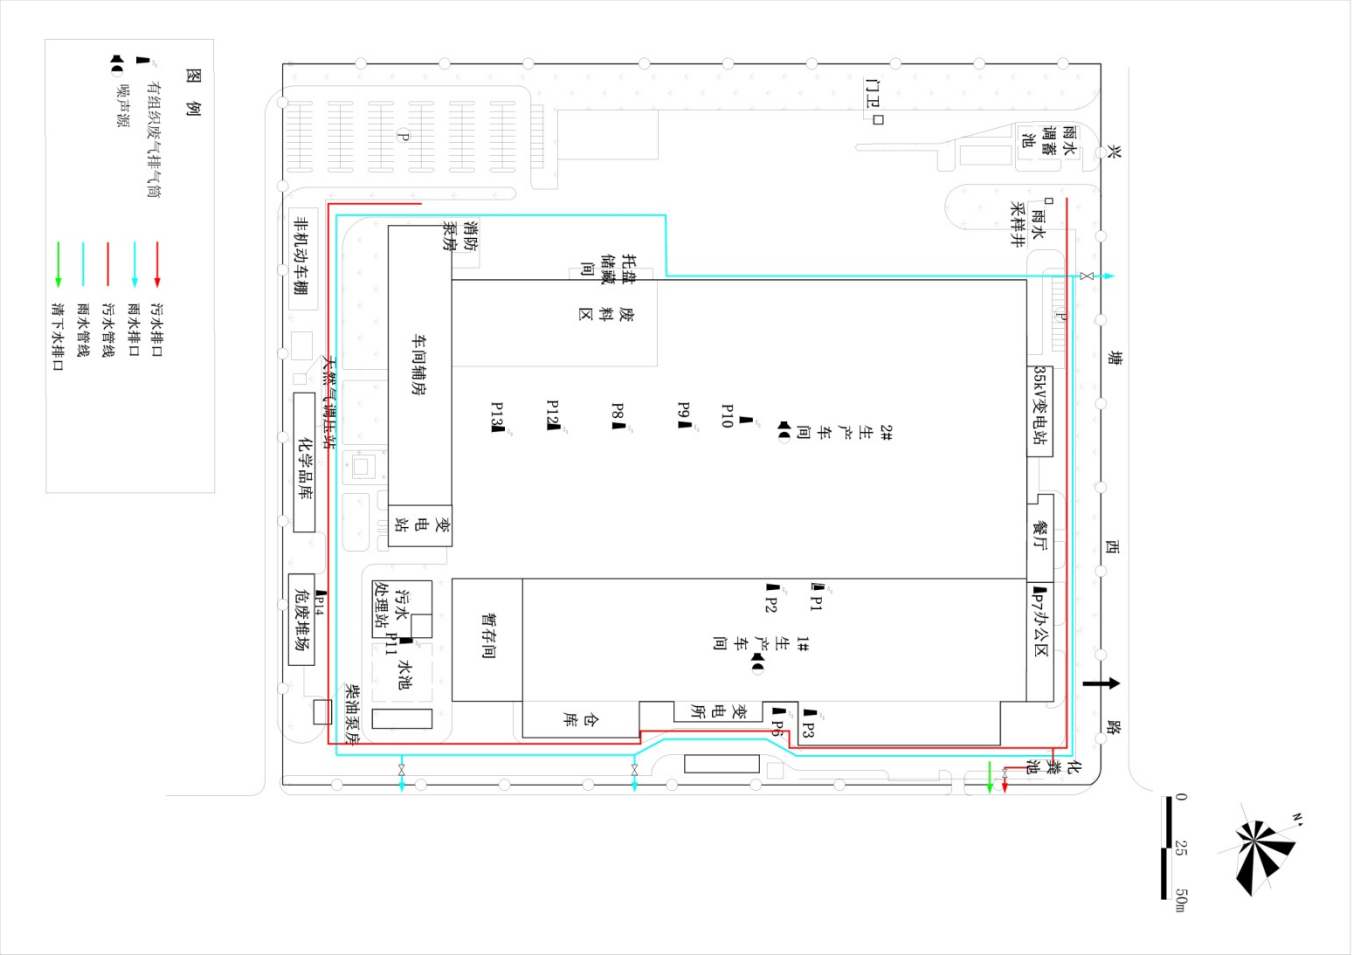 图 例
有组织废气排气筒
噪声源
污水排口
雨水排口
污水管线
雨水管线
清下水排口
门卫
雨水
调蓄
池
雨水
采样井
兴
塘
西
路
P
P
消防
泵房
托盘
储藏
间
废料区
非机动车棚
车间辅房
天然气调压站
化学品库
35kV变电站
P13
P12
P8
P9
P10
2#生产车间
变电站
餐厅
危废堆场
P14
污水
处理站
P11
水池
柴油泵房
暂存间
P2
P1
1#生产车间
P7
办公区
仓库
变电所
P6
P3
化粪池
0
25
50m
N